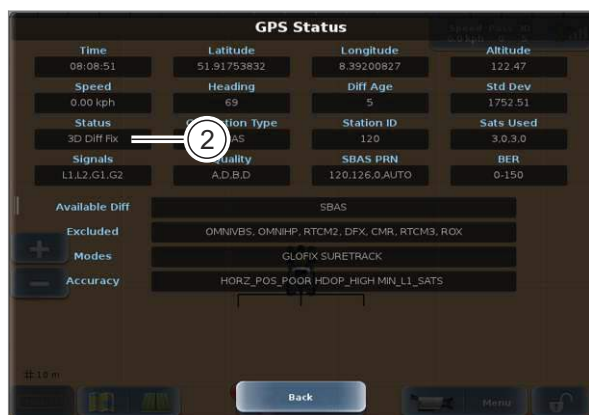 GPS Status
Time Latitude Longitude Altitude
08:08:51 51.91753832 8.39200827 122.47
Speed Heading Diff Age Std Dev
0.00 kph 69 5 1752.51
Status Type Station ID Sats Used
3D Diff Fix 2 120 3,0,3,0
Signals SBAS PRN BER
L1,L2,G1,G2 A,D,B,D 120,126,0,AUTO 0-150
Available Diff SBAS
Excluded OMNIVBS, OMNIHP, RTCM2, DFX, CMR, RTCM3, ROX
Modes GLOFIX SURETRACK
Accuracy HORZ_POS_POOR HDOP_HIGH MIN_L1_SATS
10 m
Back Menu